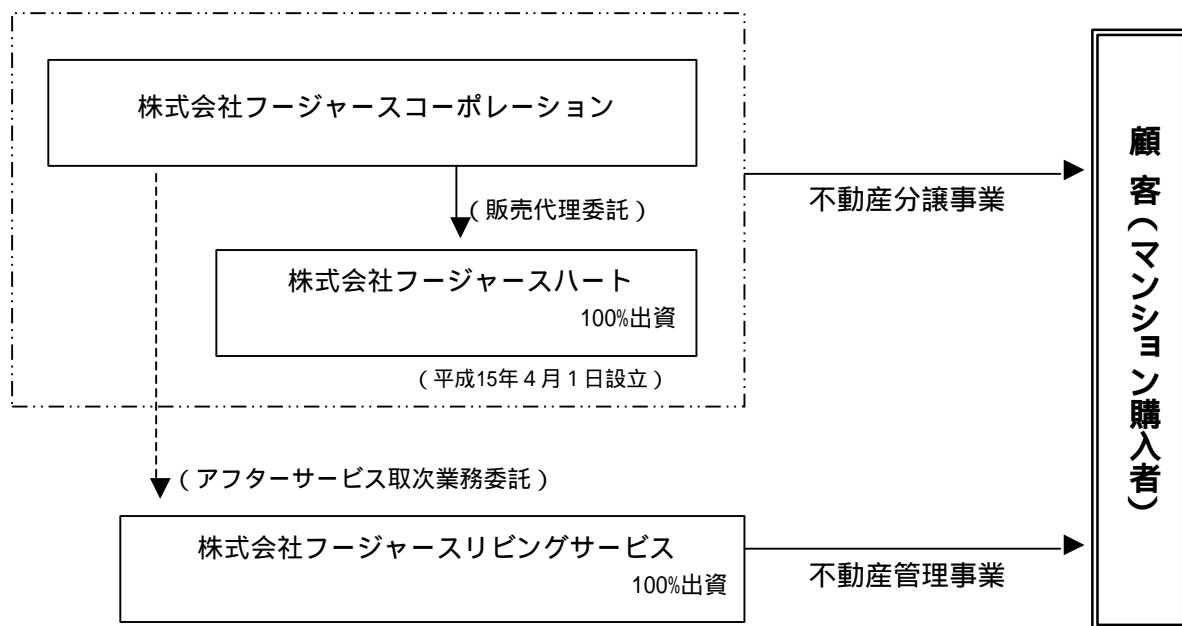 株式会社フージャースコーポレーション
（販売代理委託）
株式会社フージャースハート
100%出資
（平成15年４月１日設立）
不動産分譲事業
（アフターサービス取次業務委託）
株式会社フージャースリビングサービス
100%出資
不動産管理事業
顧客（マンション購入者）